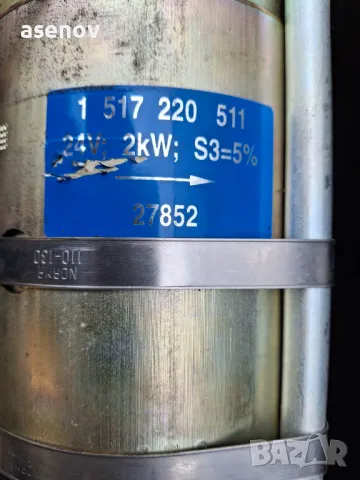 asenov
1 517 220 511
24V; 2kW; S3=5%
27852
NORMA
110-130
BAZAR